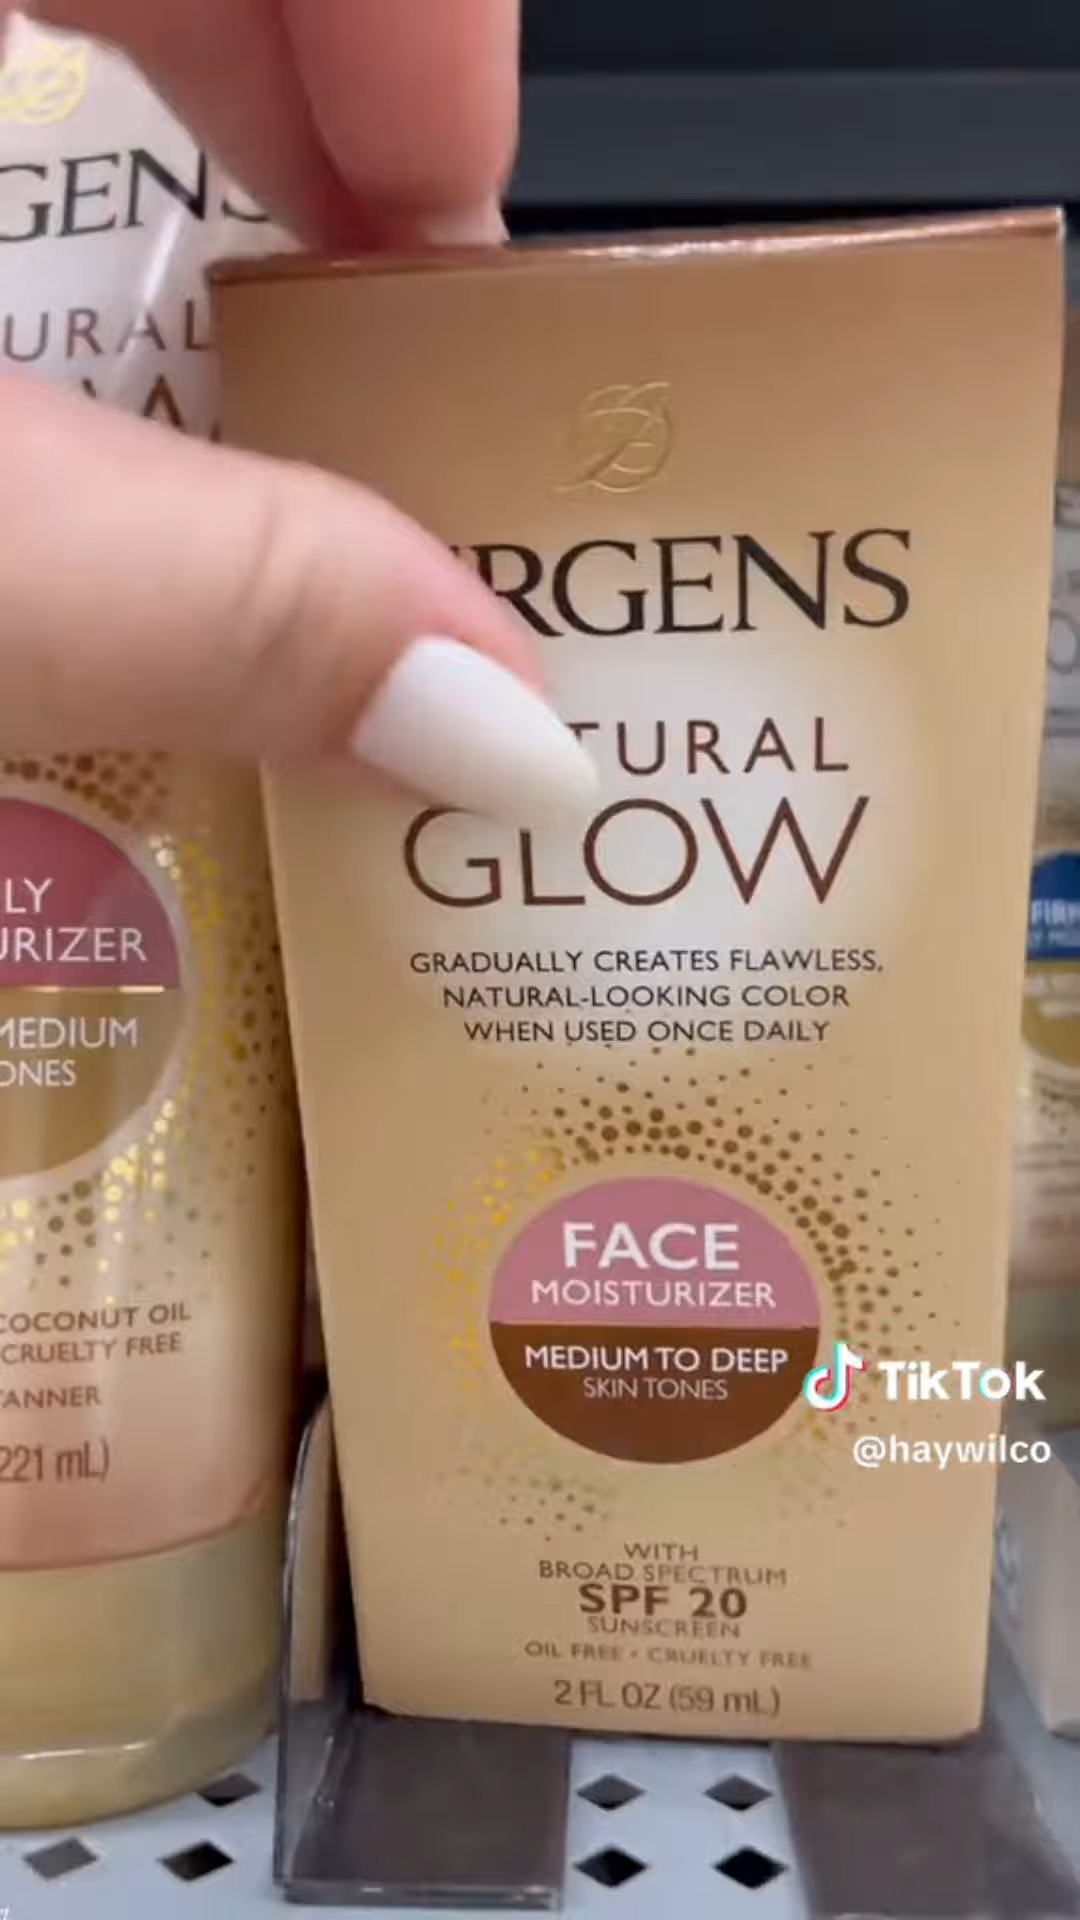 GENS
URAL
LY
URIZER
MEDIUM
ONES
COCONUT OIL
CRUELTY FREE
TANNER
221 mL)
RGENS
TURAL
GLOW
GRADUALLY CREATES FLAWLESS,
NATURAL-LOOKING COLOR
WHEN USED ONCE DAILY
FACE
MOISTURIZER
MEDIUM TO DEEP
SKIN TONES
WITH
BROAD SPECTRUM
SPF 20
SUNSCREEN
OIL FREE • CRUELTY FREE
2 FL OZ (59 mL)
FIRM
TikTok
@haywilco